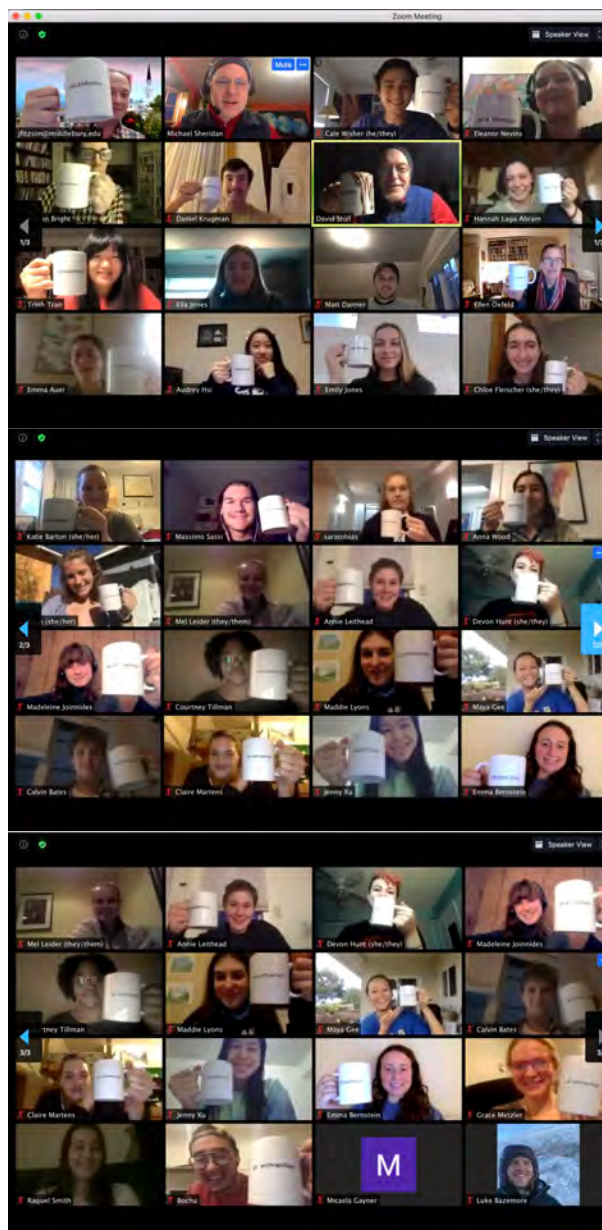 Zoom Meeting
Speaker View
Mute
jfitzsim@middlebury.edu
Michael Sheridan
Cale Wisher (he/they)
Eleanor Nevins
Bright
Daniel Krugman
David Stoll
Hannah Laga Abram
1/3
Trinh Tran
Ella Jones
Matt Danner
Ellen Oxfeld
Emma Auer
Audrey Hsi
Emily Jones
Chloe Fleischer (she/they)
Speaker View
Katie Barton (she/her)
Massimo Sassi
saratobias
Anna Wood
(she/her)
Mel Leider (they/them)
Annie Leithead
Devon Hunt (she/they)
2/3
Madeleine Joinnides
Courtney Tillman
Maddie Lyons
Maya Gee
Calvin Bates
Claire Martens
Jenny Xu
Emma Bernstein
Speaker View
Mel Leider (they/them)
Annie Leithead
Devon Hunt (she/they)
Madeleine Joinnides
rtney Tillman
Maddie Lyons
Maya Gee
Calvin Bates
3/3
Claire Martens
Jenny Xu
Emma Bernstein
Grace Metzler
M
Raquel Smith
Bochu
Micaela Gayner
Luke Bazemore